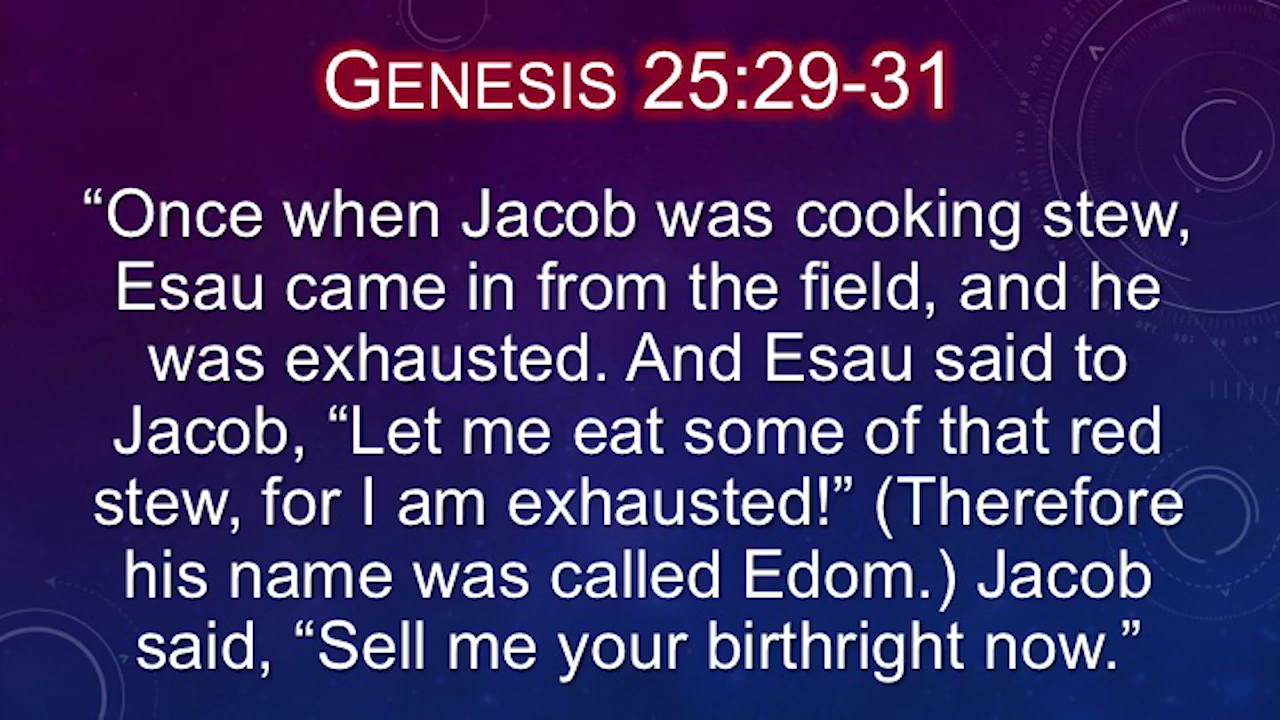 GENESIS 25:29-31
“Once when Jacob was cooking stew,
Esau came in from the field, and he
was exhausted. And Esau said to
Jacob, “Let me eat some of that red
stew, for I am exhausted!” (Therefore
his name was called Edom.) Jacob
said, “Sell me your birthright now.”